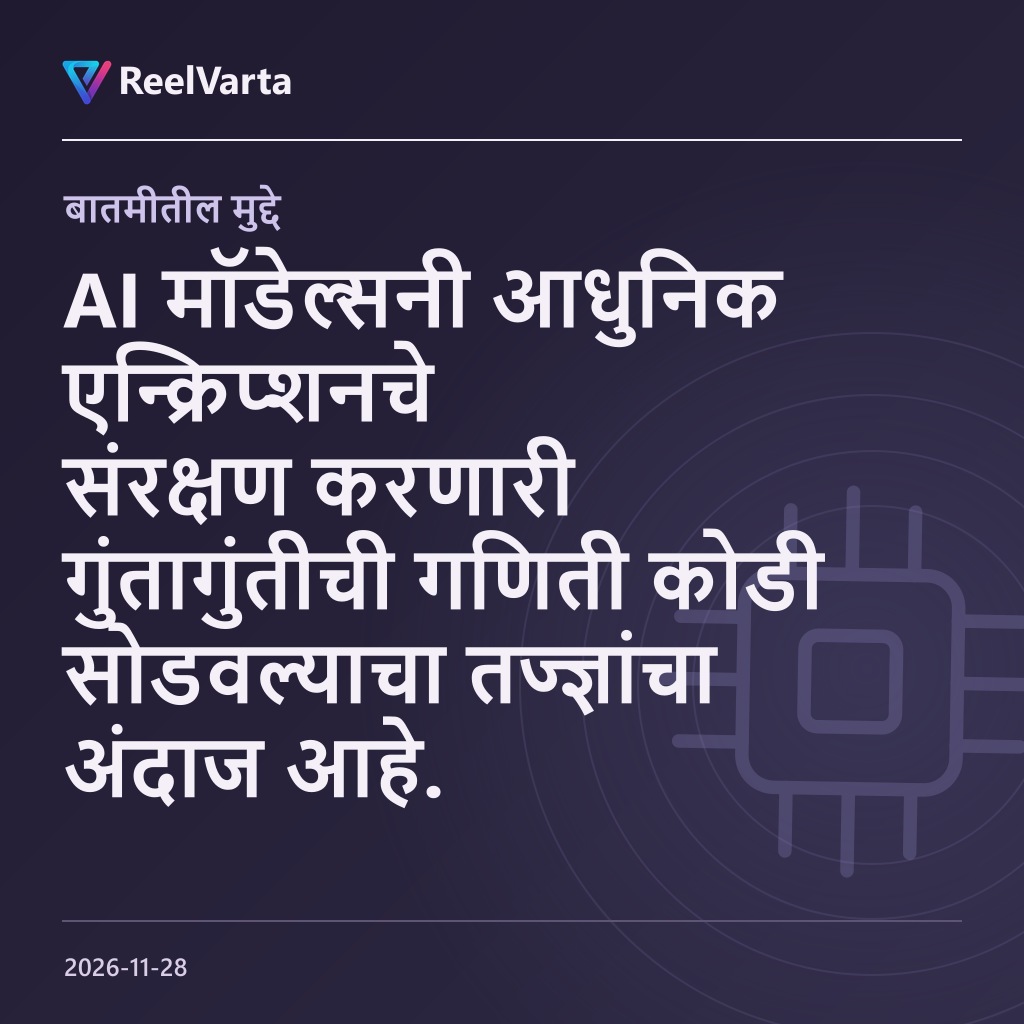 ReelVarta
बातमीतील मुद्दे
AI मॉडेल्सनी आधुनिक
एन्क्रिप्शनचे
संरक्षण करणारी
गुंतागुंतीची गणिती कोडी
सोडवल्याचा तज्ज्ञांचा
अंदाज आहे.
2026-11-28